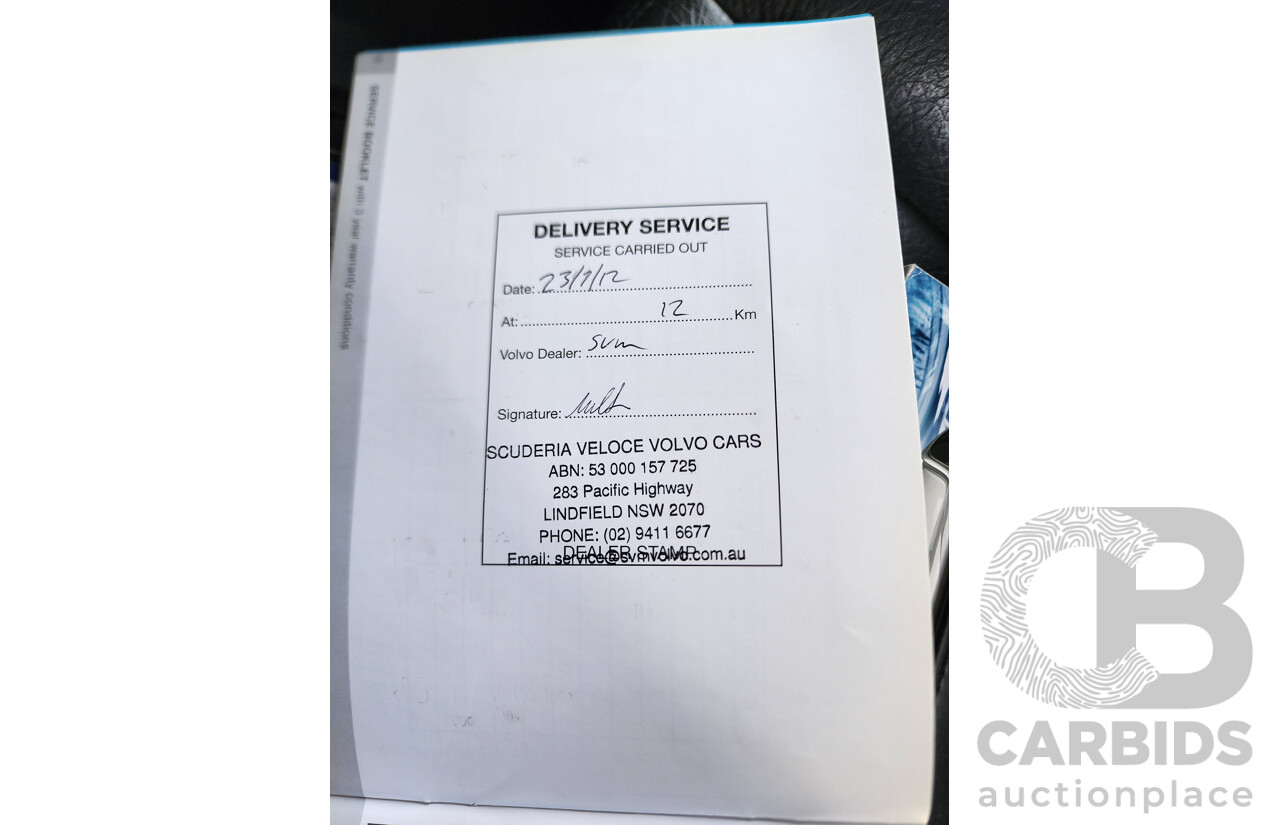 SERVICE BOOKLET with 3 year warranty conditions
DELIVERY SERVICE
SERVICE CARRIED OUT
Date: 23/7/12
At: 12 Km
Volvo Dealer: SVM
Signature:
SCUDERIA VELOCE VOLVO CARS
ABN: 53 000 157 725
283 Pacific Highway
LINDFIELD NSW 2070
PHONE: (02) 9411 6677
DEALER STAMP
Email: service@svmvolvo.com.au
CB
CARBIDS
auctionplace